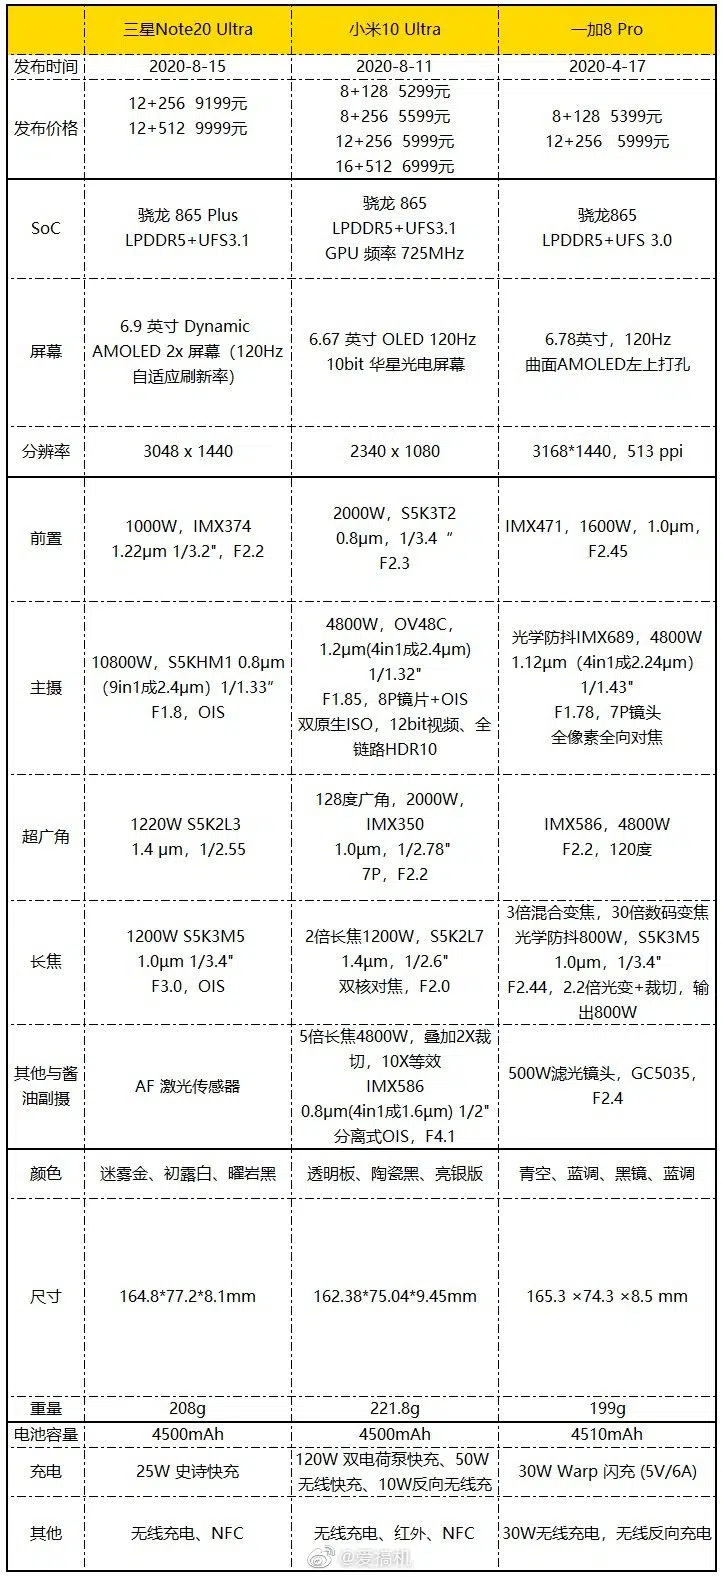 三星Note20 Ultra 小米10 Ultra 一加8 Pro
发布时间 2020-8-15 2020-8-11 2020-4-17
发布价格
12+256 9199元
12+512 9999元
8+128 5299元
8+256 5599元
12+256 5999元
16+512 6999元
8+128 5399元
12+256 5999元
SoC
骁龙 865 Plus
LPDDR5+UFS3.1
骁龙 865
LPDDR5+UFS3.1
GPU 频率 725MHz
骁龙865
LPDDR5+UFS 3.0
屏幕
6.9 英寸 Dynamic
AMOLED 2x 屏幕（120Hz
自适应刷新率）
6.67 英寸 OLED 120Hz
10bit 华星光电屏幕
6.78英寸，120Hz
曲面AMOLED左上打孔
分辨率 3048 x 1440 2340 x 1080 3168*1440，513 ppi
前置
1000W，IMX374
1.22μm 1/3.2"，F2.2
2000W，S5K3T2
0.8μm，1/3.4“
F2.3
IMX471，1600W，1.0μm，
F2.45
主摄
10800W，S5KHM1 0.8μm
（9in1成2.4μm）1/1.33“
F1.8，OIS
4800W，OV48C，
1.2μm(4in1成2.4μm)
1/1.32"
F1.85，8P镜片+OIS
双原生ISO，12bit视频、全
链路HDR10
光学防抖IMX689，4800W
1.12μm（4in1成2.24μm）
1/1.43"
F1.78，7P镜头
全像素全向对焦
超广角
1220W S5K2L3
1.4 μm，1/2.55
128度广角，2000W，
IMX350
1.0μm，1/2.78"
7P，F2.2
IMX586，4800W
F2.2，120度
长焦
1200W S5K3M5
1.0μm 1/3.4"
F3.0，OIS
2倍长焦1200W，S5K2L7
1.4μm，1/2.6"
双核对焦，F2.0
3倍混合变焦，30倍数码变焦
光学防抖800W，S5K3M5
1.0μm，1/3.4"
F2.44，2.2倍光变+裁切，输
出800W
其他与酱
油副摄
AF 激光传感器
5倍长焦4800W，叠加2X裁
切，10X等效
IMX586
0.8μm(4in1成1.6μm) 1/2"
分离式OIS，F4.1
500W滤光镜头，GC5035，
F2.4
颜色 迷雾金、初露白、曜岩黑 透明板、陶瓷黑、亮银版 青空、蓝调、黑镜、蓝调
尺寸 164.8*77.2*8.1mm 162.38*75.04*9.45mm 165.3 ×74.3 ×8.5 mm
重量 208g 221.8g 199g
电池容量 4500mAh 4500mAh 4510mAh
充电
25W 史诗快充
120W 双电荷泵快充、50W
无线快充、10W反向无线充
30W Warp 闪充 (5V/6A)
其他 无线充电、NFC 无线充电、红外、NFC 30W无线充电，无线反向充电
@爱搞机